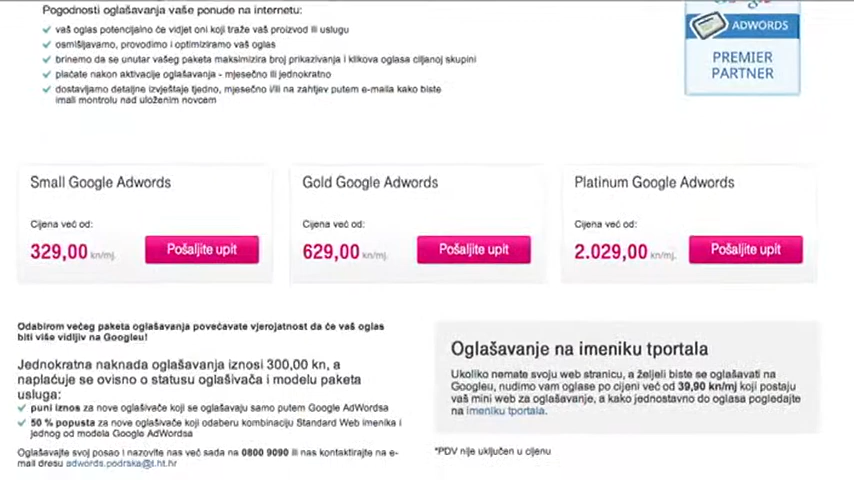 Pogodnosti oglašavanja vaše ponude na internetu:
vaš oglas potencijalno će vidjet oni koji traže vaš proizvod ili uslugu
osmišljavamo, provodimo i optimiziramo vaš oglas
brinemo da se unutar vašeg paketa maksimizira broj prikazivanja i klikova oglasa ciljanoj skupini
plaćate nakon aktivacije oglašavanja - mjesečno ili jednokratno
dostavljamo detaljne izvještaje tjedno, mjesečno i/ili na zahtjev putem e-maila kako biste
imali montrolu nad uloženim novcem
ADWORDS
PREMIER
PARTNER
Small Google Adwords
Cijena već od:
329,00 kn/mj.
Pošaljite upit
Gold Google Adwords
Cijena već od:
629,00 kn/mj.
Pošaljite upit
Platinum Google Adwords
Cijena već od:
2.029,00 kn/mj.
Pošaljite upit
Odabirom većeg paketa oglašavanja povećavate vjerojatnost da će vaš oglas
biti više vidljiv na Googleu!
Jednokratna naknada oglašavanja iznosi 300,00 kn, a
naplaćuje se ovisno o statusu oglašivača i modelu paketa
usluga:
puni iznos za nove oglašivače koji se oglašavaju samo putem Google AdWordsa
50 % popusta za nove oglašivače koji odaberu kombinaciju Standard Web imenika i
jednog od modela Google AdWordsa
Oglašavajte svoj posao i nazovite nas već sada na 0800 9090 ili nas kontaktirajte na e-
mail dresu adwords.podrska@t.ht.hr
Oglašavanje na imeniku tportala
Ukoliko nemate svoju web stranicu, a željeli biste se oglašavati na
Googleu, nudimo vam oglase po cijeni već od 39,90 kn/mj koji postaju
vaš mini web za oglašavanje, a kako jednostavno do oglasa pogledajte
na imeniku tportala.
*PDV nije uključen u cijenu